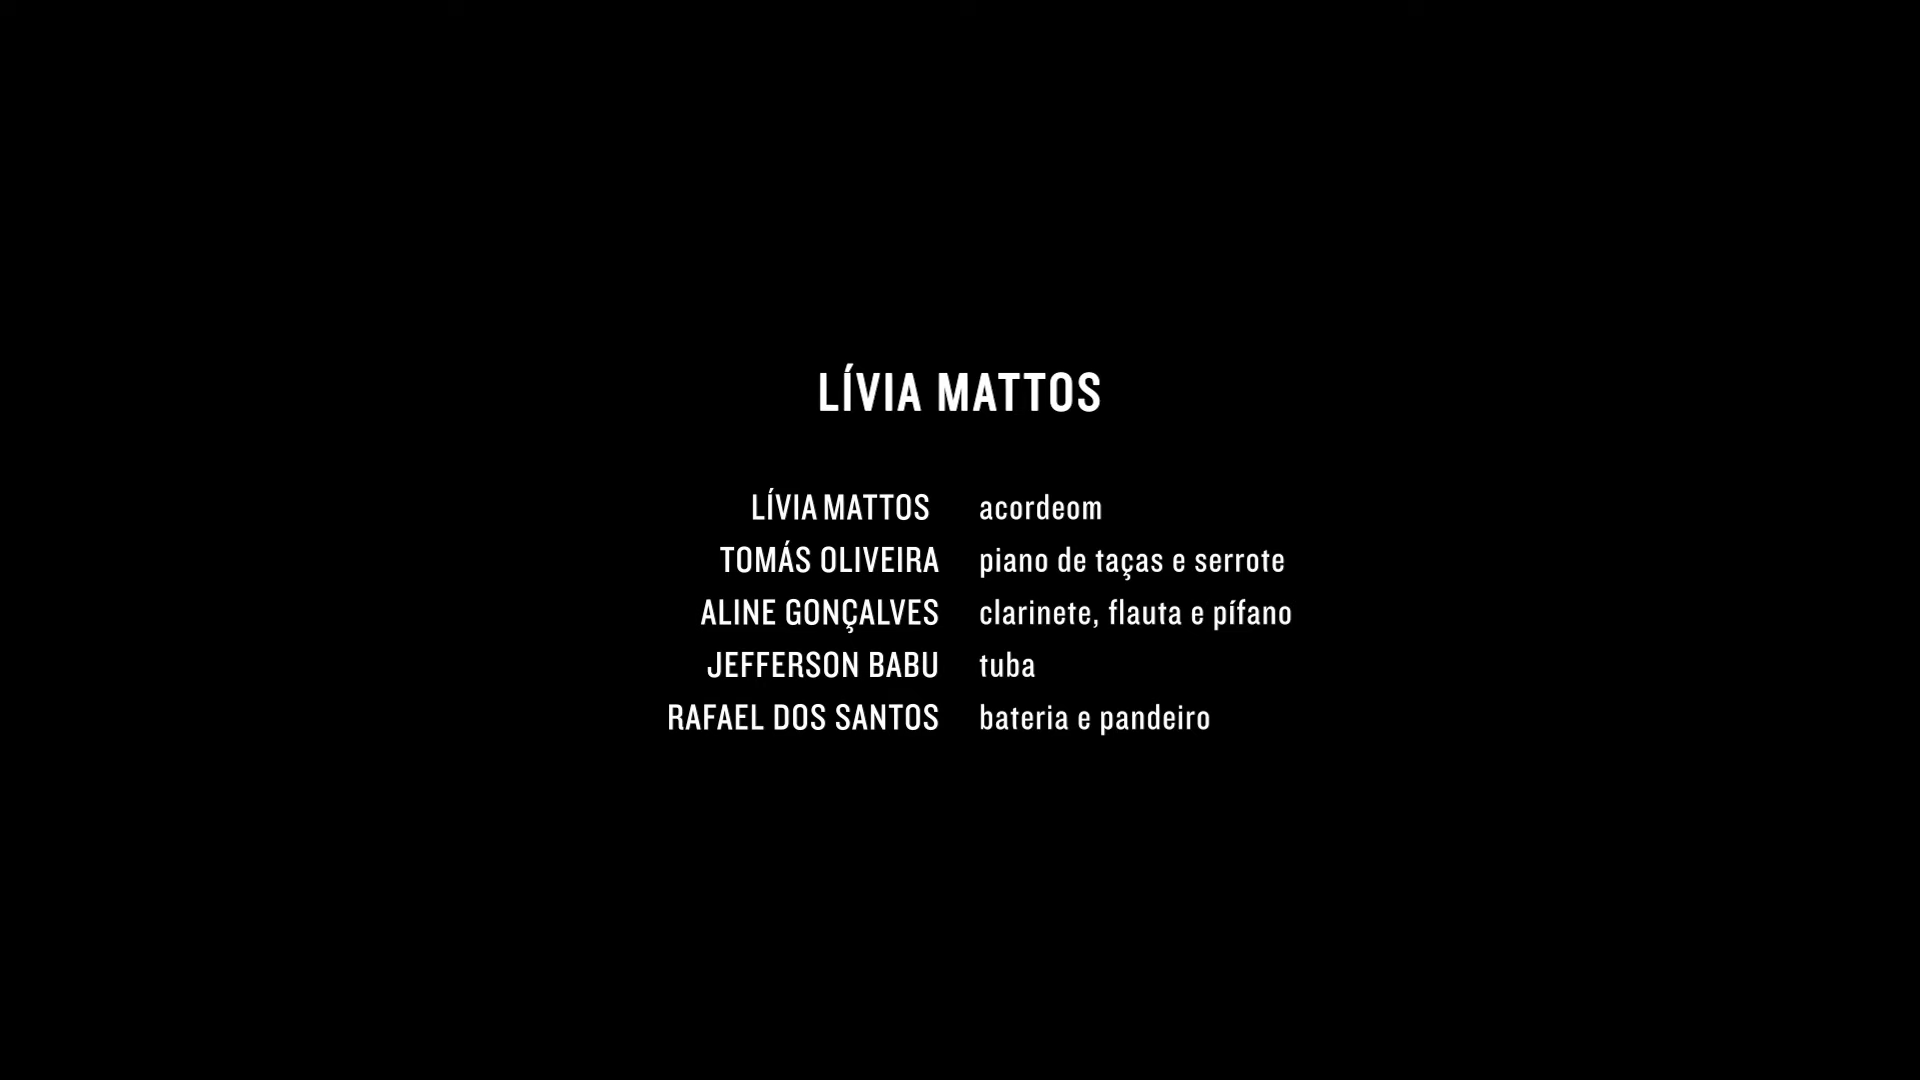 LÍVIA MATTOS
LÍVIA MATTOS acordeom
TOMÁS OLIVEIRA piano de taças e serrote
ALINE GONÇALVES clarinete, flauta e pífano
JEFFERSON BABU tuba
RAFAEL DOS SANTOS bateria e pandeiro